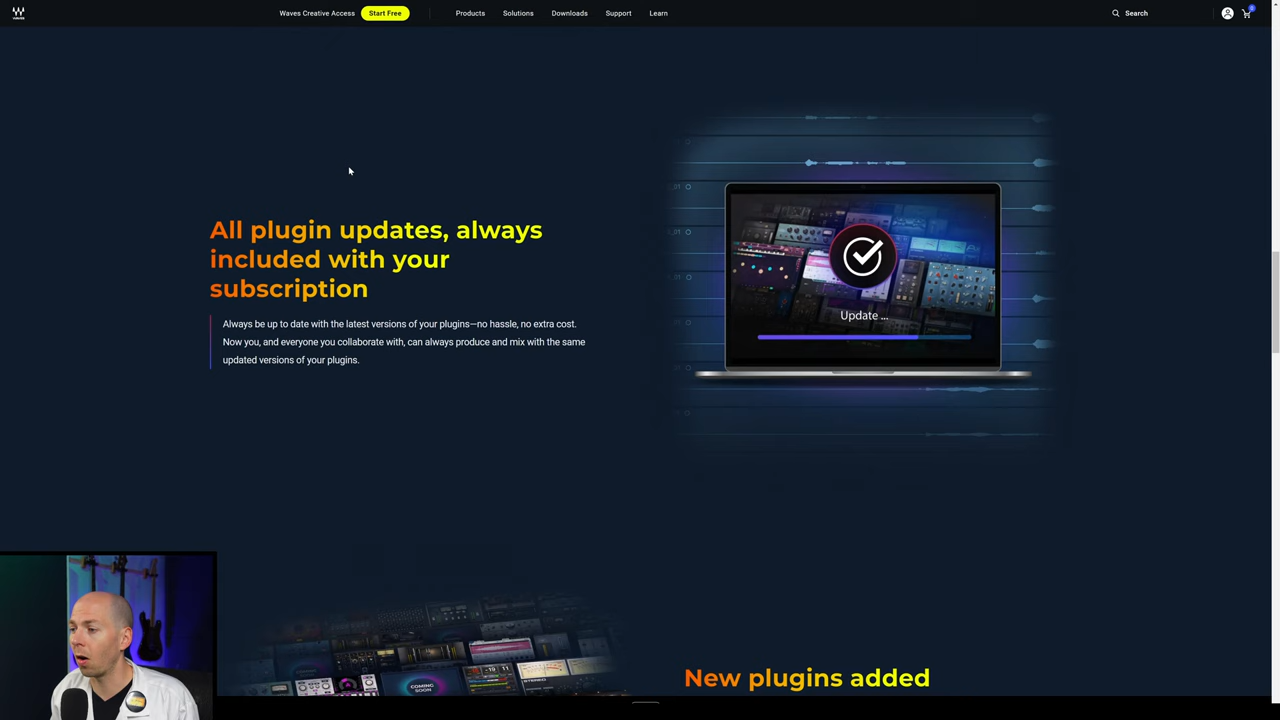 Waves Creative Access Start Free Products Solutions Downloads Support Learn Search 0
All plugin updates, always
included with your
subscription
Always be up to date with the latest versions of your plugins—no hassle, no extra cost.
Now you, and everyone you collaborate with, can always produce and mix with the same
updated versions of your plugins.
Update ...
COMING
SOON
New plugins added